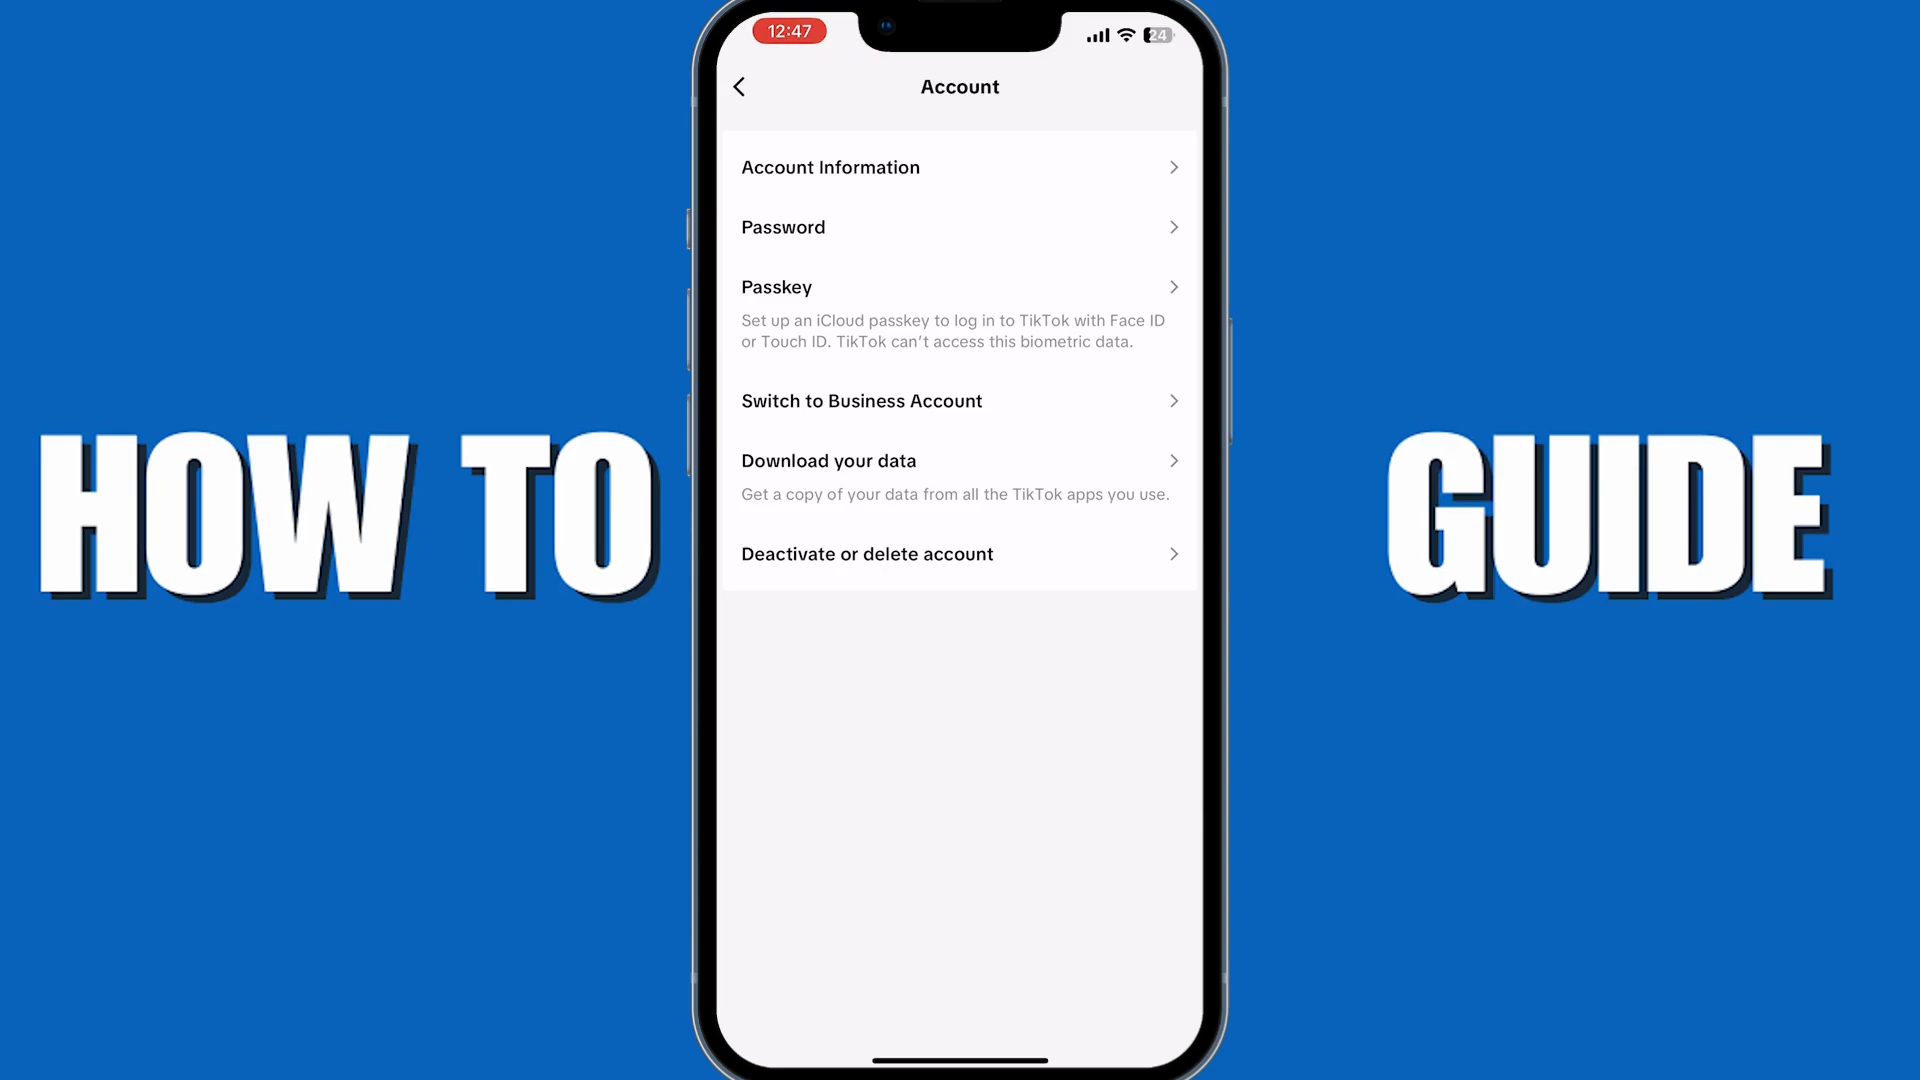 12:47
24
Account
Account Information
Password
Passkey
Set up an iCloud passkey to log in to TikTok with Face ID
or Touch ID. TikTok can’t access this biometric data.
Switch to Business Account
Download your data
Get a copy of your data from all the TikTok apps you use.
Deactivate or delete account
HOW TO
GUIDE